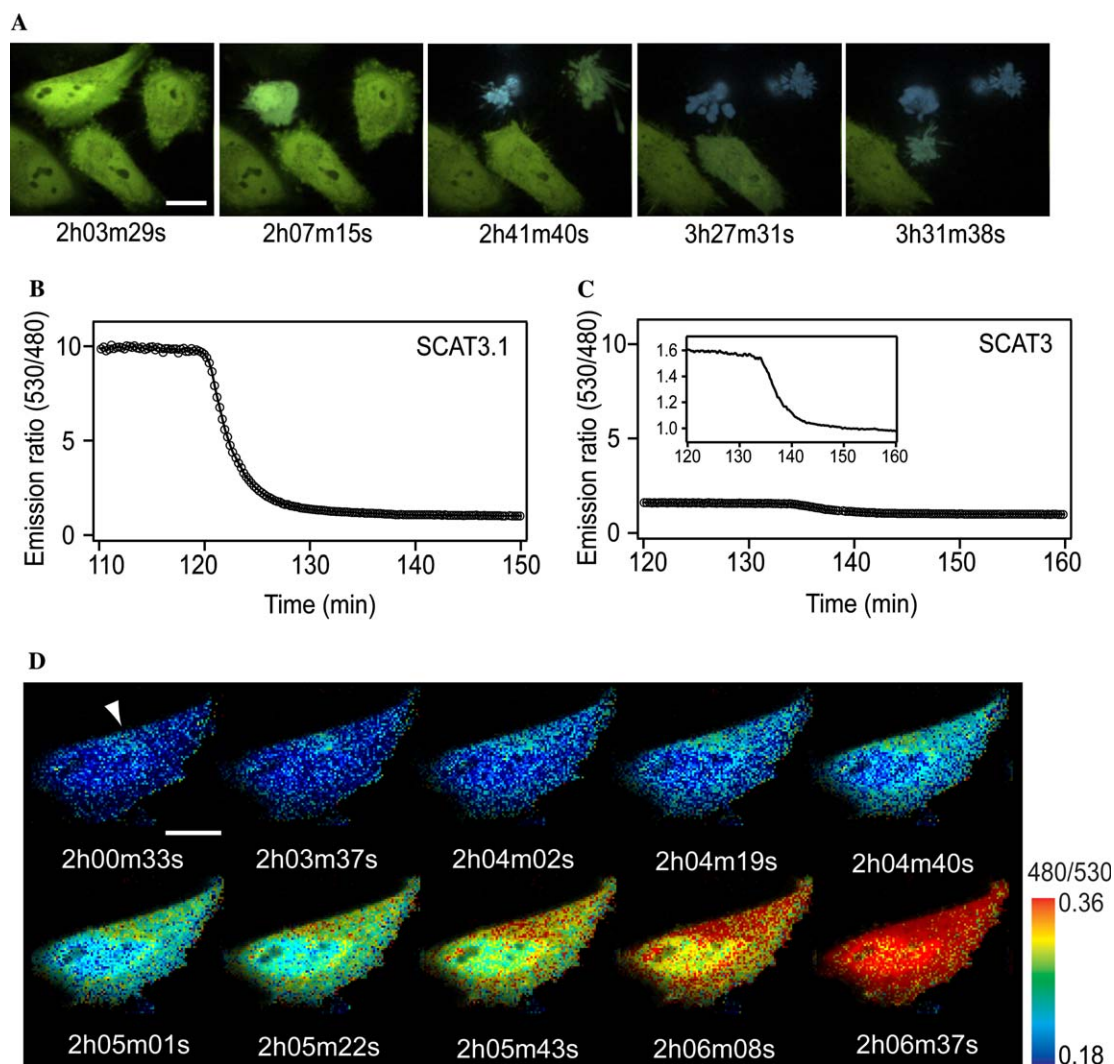 A
2h03m29s 2h07m15s 2h41m40s 3h27m31s 3h31m38s
B
Emission ratio (530/480)
10
5
0
SCAT3.1
110 120 130 140 150
Time (min)
C
Emission ratio (530/480)
10
5
0
SCAT3
1.6
1.4
1.2
1.0
120 130 140 150 160
120 130 140 150 160
Time (min)
D
2h00m33s 2h03m37s 2h04m02s 2h04m19s 2h04m40s
2h05m01s 2h05m22s 2h05m43s 2h06m08s 2h06m37s
480/530
0.36
0.18